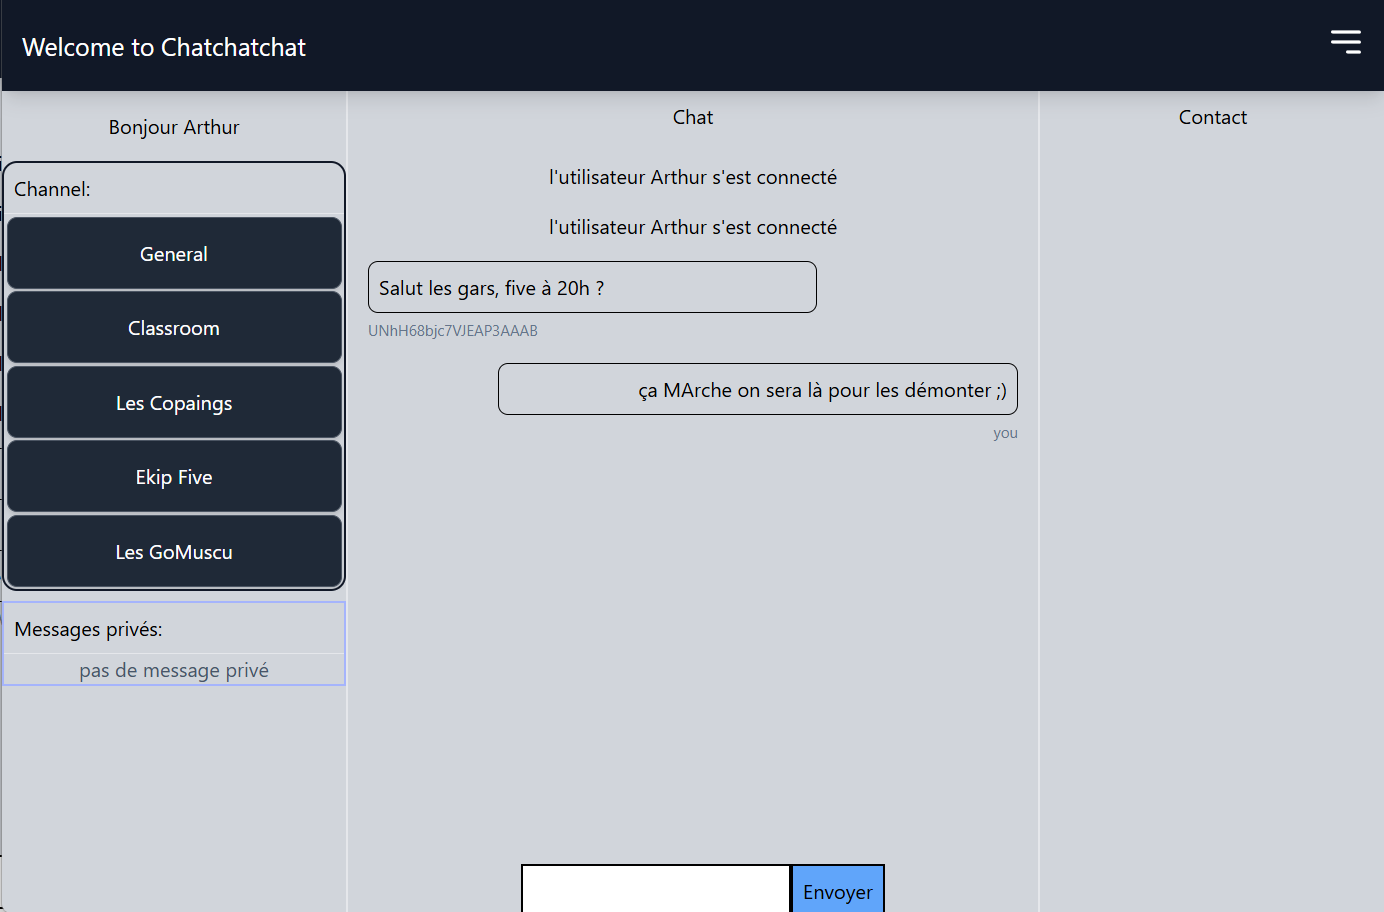 Welcome to Chatchatchat
Bonjour Arthur
Channel:
General
Classroom
Les Copaings
Ekip Five
Les GoMuscu
Messages privés:
pas de message privé
Chat
l'utilisateur Arthur s'est connecté
l'utilisateur Arthur s'est connecté
Salut les gars, five à 20h ?
UNhH68bjc7VJEAP3AAAB
ça MArche on sera là pour les démonter ;)
you
Envoyer
Contact